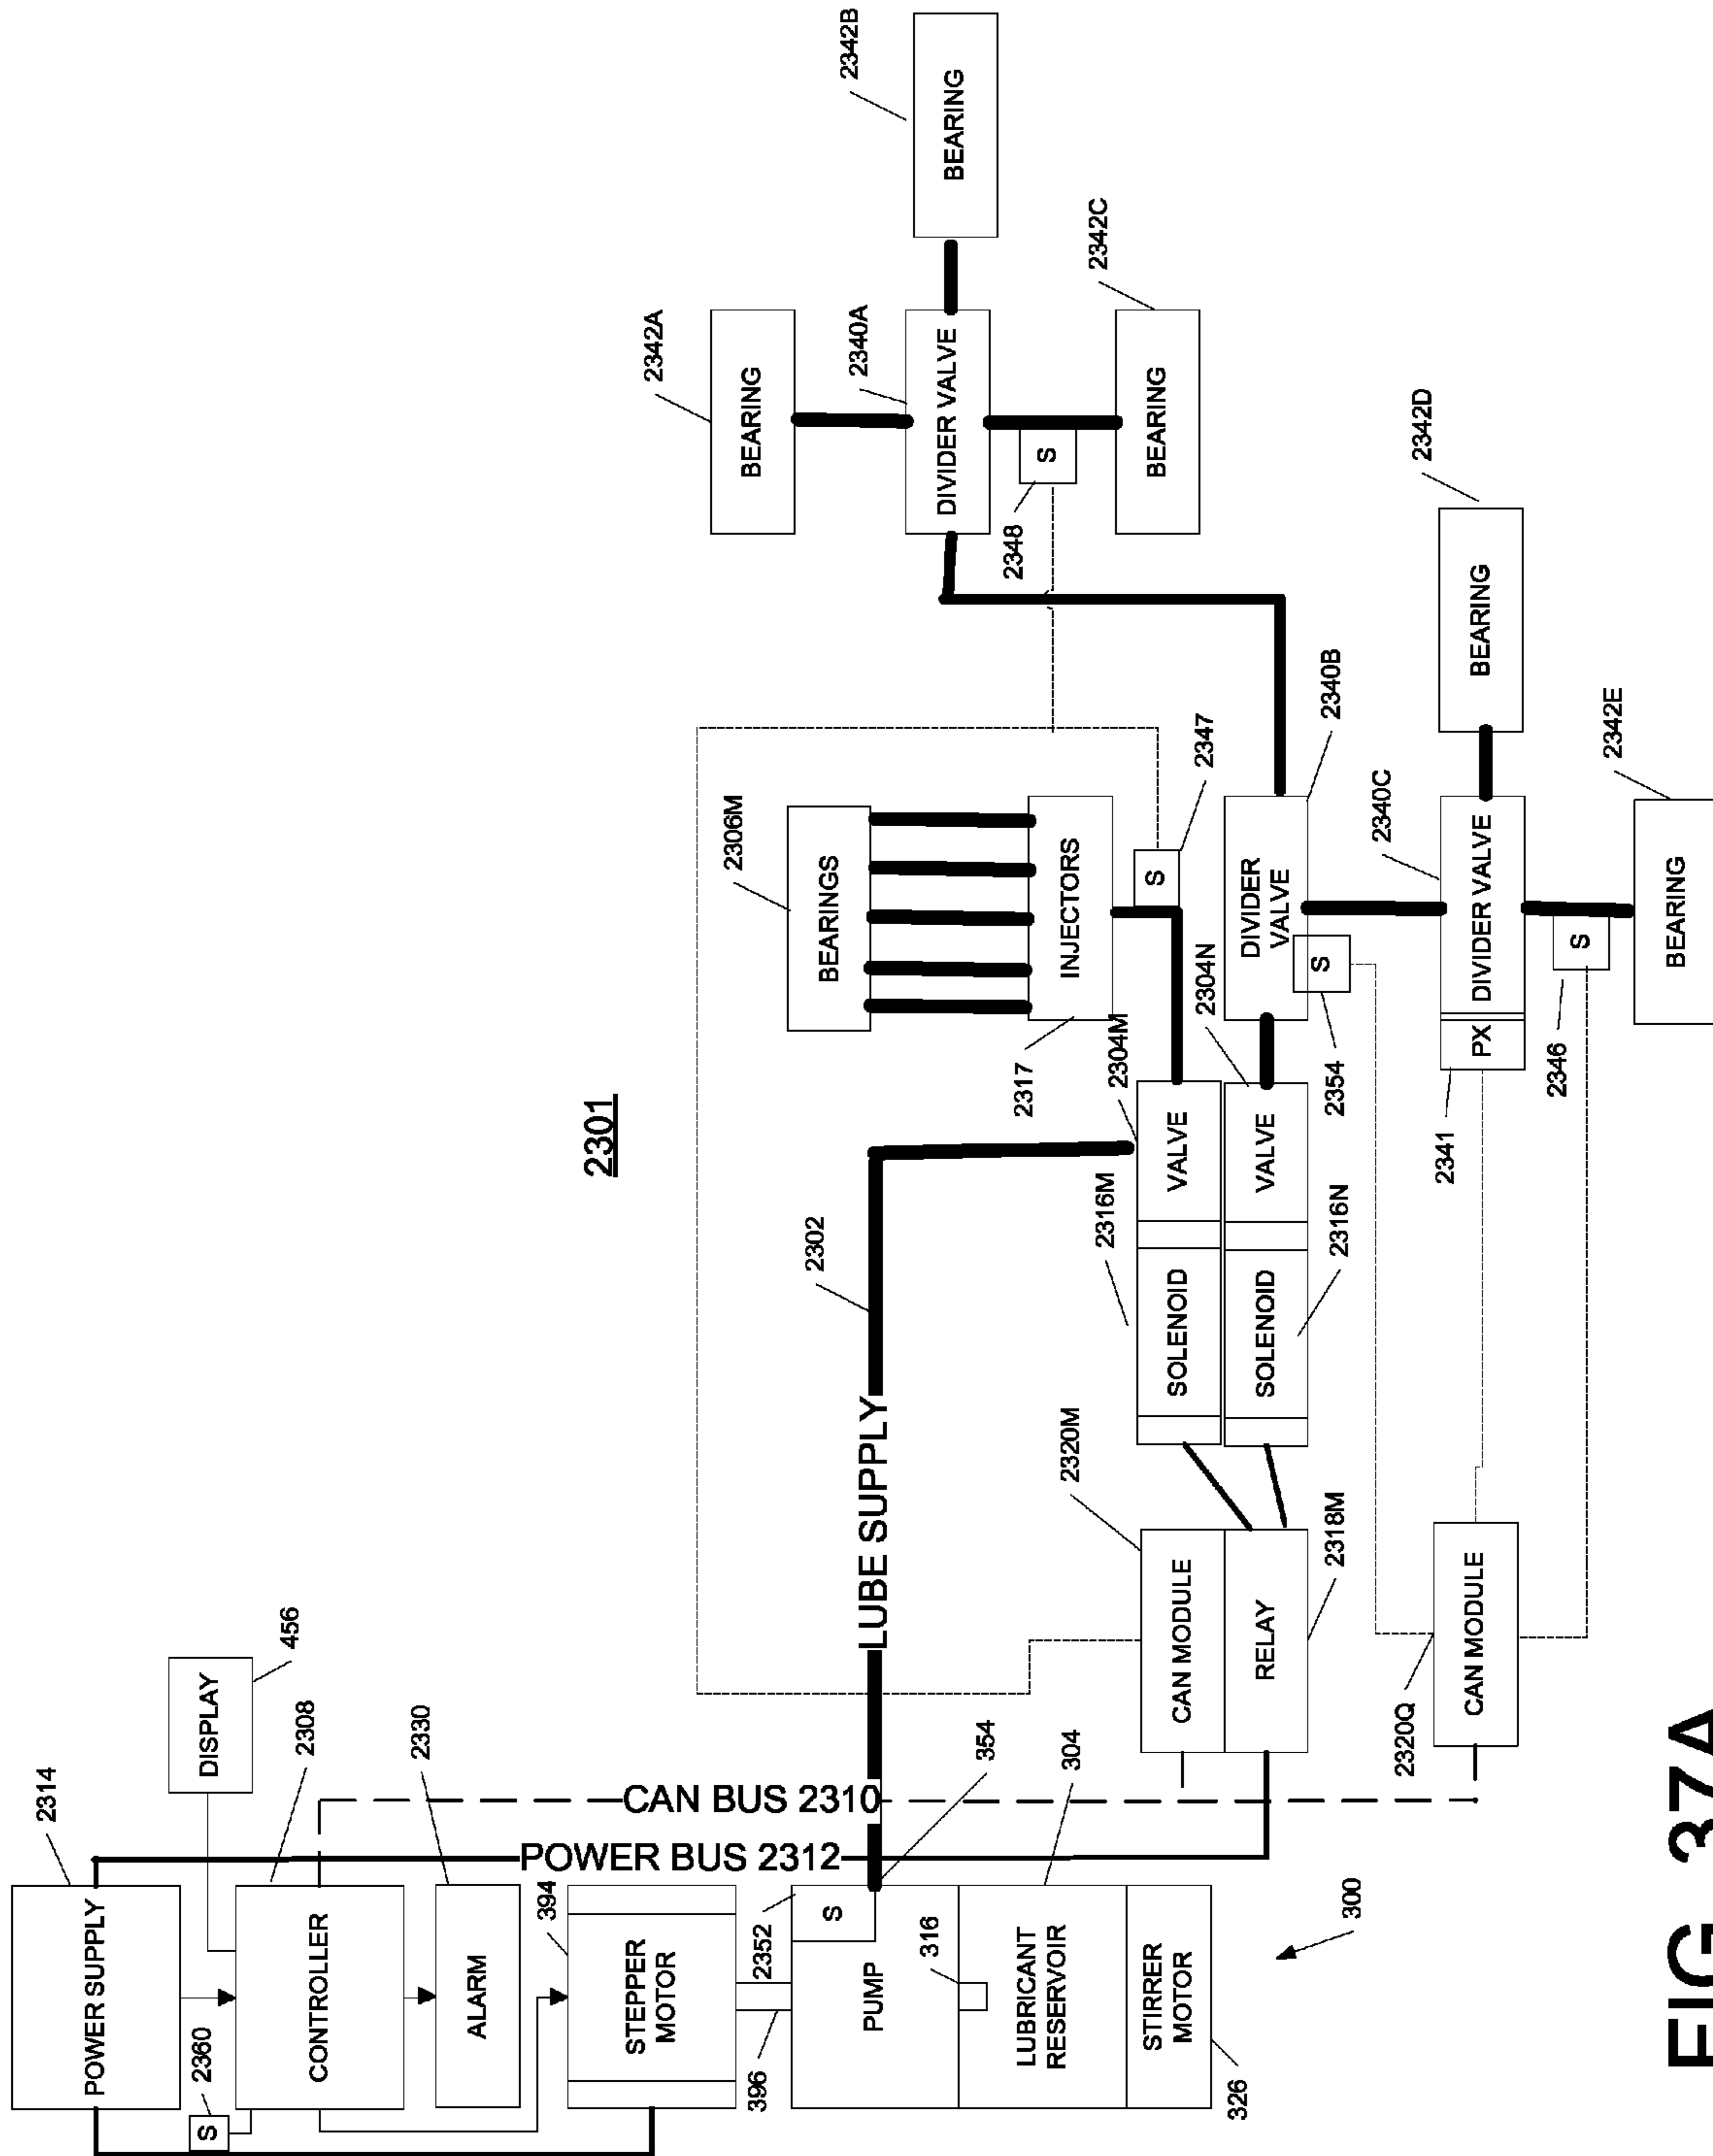 2314
POWER SUPPLY
2360
S
DISPLAY
456
CONTROLLER
2308
ALARM
2330
CAN BUS 2310
POWER BUS 2312
394
STEPPER
MOTOR
396
2352
S
PUMP
354
316
LUBRICANT
RESERVOIR
304
STIRRER
MOTOR
326
300
LUBE SUPPLY
2302
2301
CAN MODULE
2320M
RELAY
2318M
2316M
SOLENOID
VALVE
2304M
SOLENOID
VALVE
2316N
2304N
BEARINGS
2306M
INJECTORS
2317
S
2347
DIVIDER
VALVE
2340B
S
2354
BEARING
2342A
DIVIDER VALVE
2340A
BEARING
2342B
S
2348
BEARING
2342C
CAN MODULE
2320Q
PX
2341
DIVIDER VALVE
2340C
BEARING
2342D
S
2346
BEARING
2342E
FIG. 37A